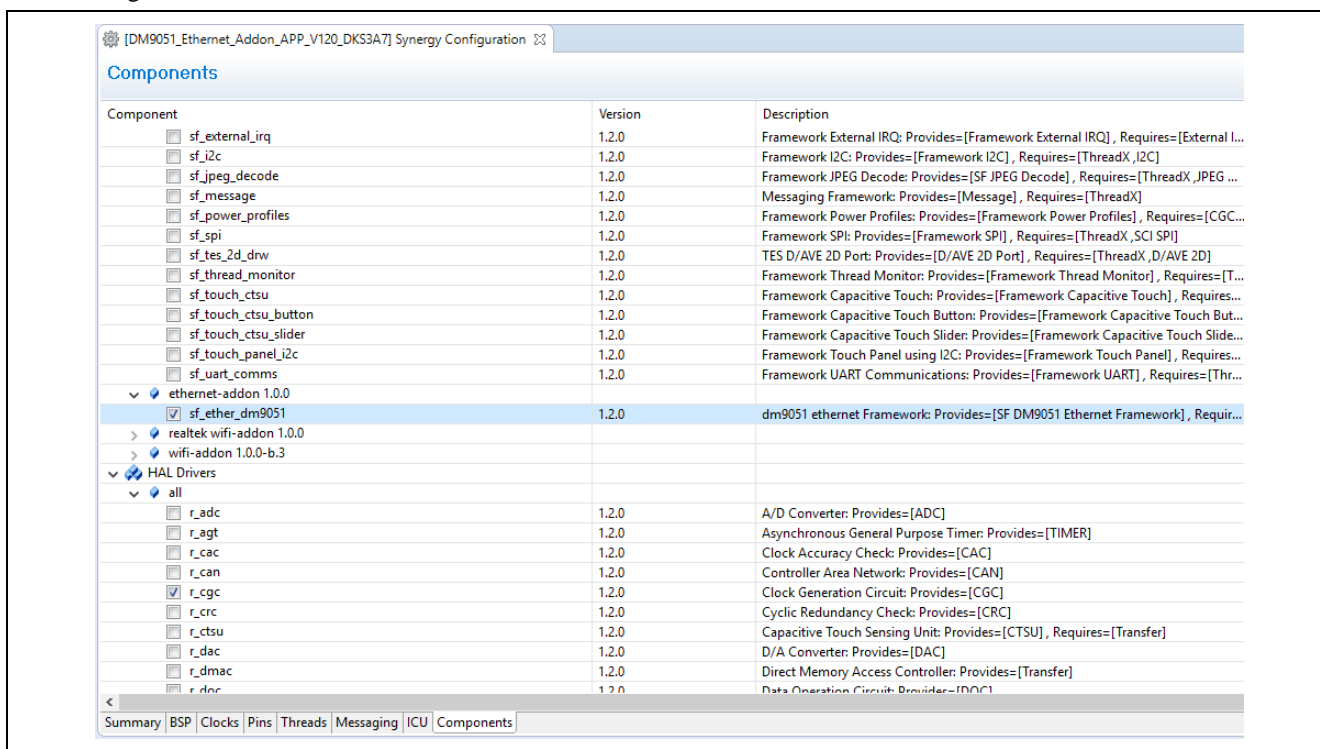 [DM9051_Ethernet_Addon_APP_V120_DKS3A7] Synergy Configuration
Components
Component Version Description
sf_external_irq 1.2.0 Framework External IRQ: Provides=[Framework External IRQ] , Requires=[External I...
sf_i2c 1.2.0 Framework I2C: Provides=[Framework I2C] , Requires=[ThreadX ,I2C]
sf_jpeg_decode 1.2.0 Framework JPEG Decode: Provides=[SF JPEG Decode] , Requires=[ThreadX ,JPEG ...
sf_message 1.2.0 Messaging Framework: Provides=[Message] , Requires=[ThreadX]
sf_power_profiles 1.2.0 Framework Power Profiles: Provides=[Framework Power Profiles] , Requires=[CGC...
sf_spi 1.2.0 Framework SPI: Provides=[Framework SPI] , Requires=[ThreadX ,SCI SPI]
sf_tes_2d_drw 1.2.0 TES D/AVE 2D Port: Provides=[D/AVE 2D Port] , Requires=[ThreadX ,D/AVE 2D]
sf_thread_monitor 1.2.0 Framework Thread Monitor: Provides=[Framework Thread Monitor] , Requires=[T...
sf_touch_ctsu 1.2.0 Framework Capacitive Touch: Provides=[Framework Capacitive Touch] , Requires...
sf_touch_ctsu_button 1.2.0 Framework Capacitive Touch Button: Provides=[Framework Capacitive Touch But...
sf_touch_ctsu_slider 1.2.0 Framework Capacitive Touch Slider: Provides=[Framework Capacitive Touch Slide...
sf_touch_panel_i2c 1.2.0 Framework Touch Panel using I2C: Provides=[Framework Touch Panel] , Requires...
sf_uart_comms 1.2.0 Framework UART Communications: Provides=[Framework UART] , Requires=[Thr...
ethernet-addon 1.0.0
sf_ether_dm9051 1.2.0 dm9051 ethernet Framework: Provides=[SF DM9051 Ethernet Framework] , Requir...
realtek wifi-addon 1.0.0
wifi-addon 1.0.0-b.3
HAL Drivers
all
r_adc 1.2.0 A/D Converter: Provides=[ADC]
r_agt 1.2.0 Asynchronous General Purpose Timer: Provides=[TIMER]
r_cac 1.2.0 Clock Accuracy Check: Provides=[CAC]
r_can 1.2.0 Controller Area Network: Provides=[CAN]
r_cgc 1.2.0 Clock Generation Circuit: Provides=[CGC]
r_crc 1.2.0 Cyclic Redundancy Check: Provides=[CRC]
r_ctsu 1.2.0 Capacitive Touch Sensing Unit: Provides=[CTSU] , Requires=[Transfer]
r_dac 1.2.0 D/A Converter: Provides=[DAC]
r_dmac 1.2.0 Direct Memory Access Controller: Provides=[Transfer]
r_doc 1.2.0 Data Operation Circuit: Provides=[DOC]
Summary BSP Clocks Pins Threads Messaging ICU Components